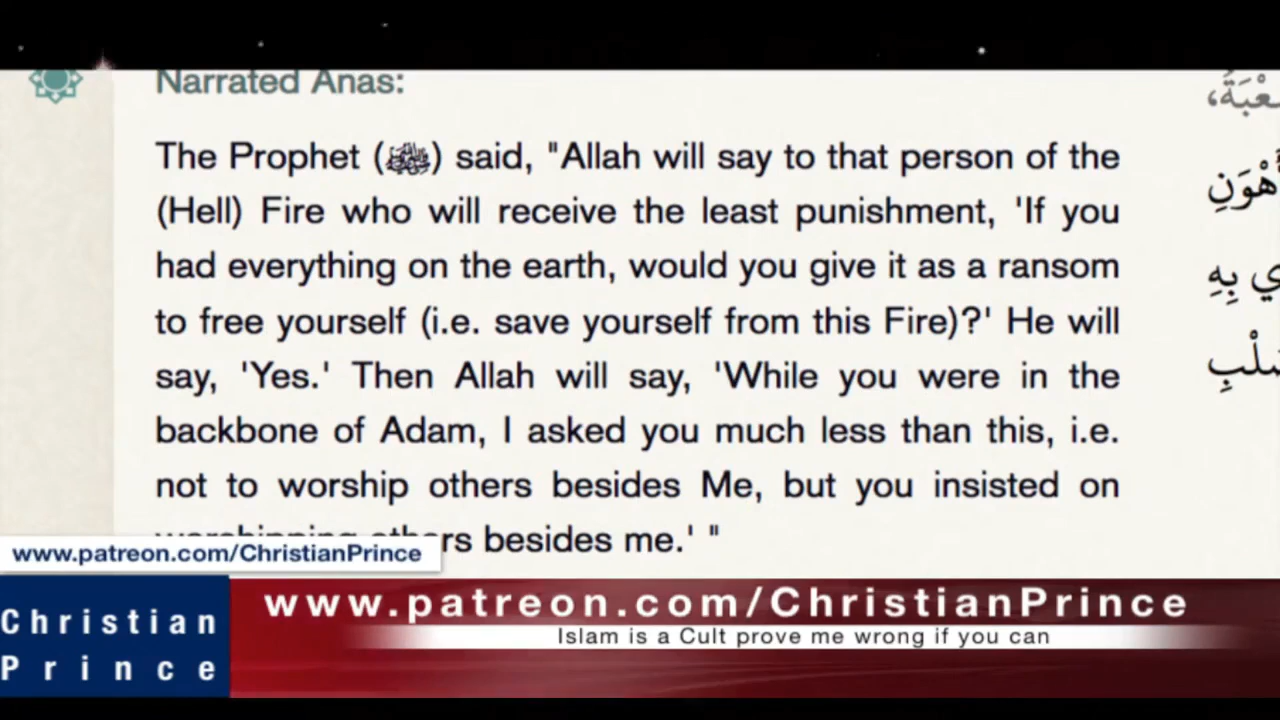 Narrated Anas:
The Prophet (ﷺ) said, "Allah will say to that person of the
(Hell) Fire who will receive the least punishment, 'If you
had everything on the earth, would you give it as a ransom
to free yourself (i.e. save yourself from this Fire)?' He will
say, 'Yes.' Then Allah will say, 'While you were in the
backbone of Adam, I asked you much less than this, i.e.
not to worship others besides Me, but you insisted on
worshipping others besides me.' "
أَهْوَنِ
بِهِ
www.patreon.com/ChristianPrince
Christian
Prince
www.patreon.com/ChristianPrince
Islam is a Cult prove me wrong if you can